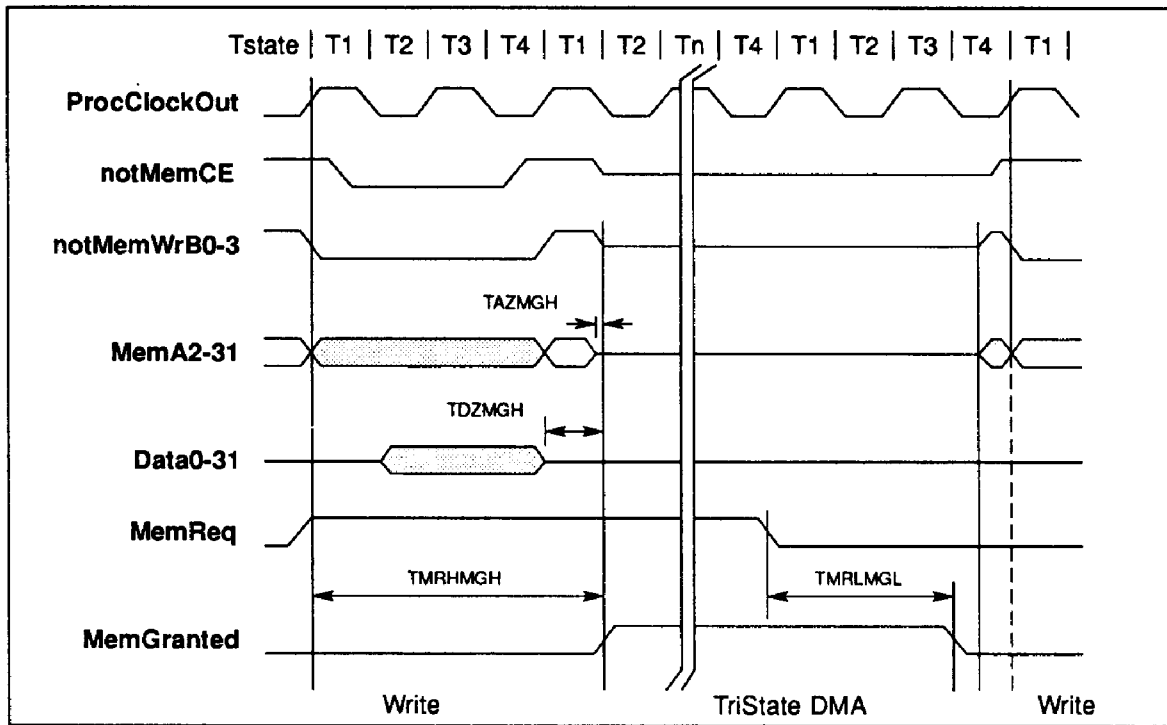 Tstate T1 T2 T3 T4 T1 T2 Tn T4 T1 T2 T3 T4 T1
ProcClockOut
notMemCE
notMemWrB0-3
TAZMGH
MemA2-31
TDZMGH
Data0-31
MemReq
TMRHMGH TMRLMGL
MemGranted
Write TriState DMA Write